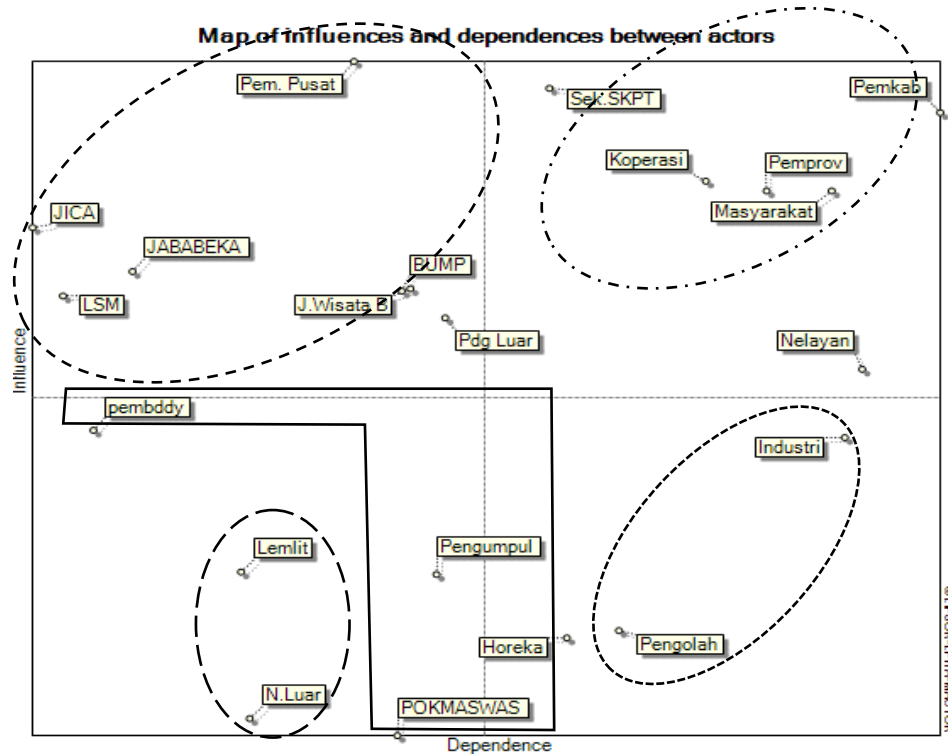 Map of influences and dependences between actors
Pem. Pusat
Sek.SKPT
Pemkab
Koperasi
Pemprov
JICA
Masyarakat
JABABEKA
BUMP
LSM
J.Wisata B
Pdg Luar
Nelayan
Influence
pembddy
Industri
Lemlit
Pengumpul
Horeka
Pengolah
N.Luar
POKMASWAS
Dependence